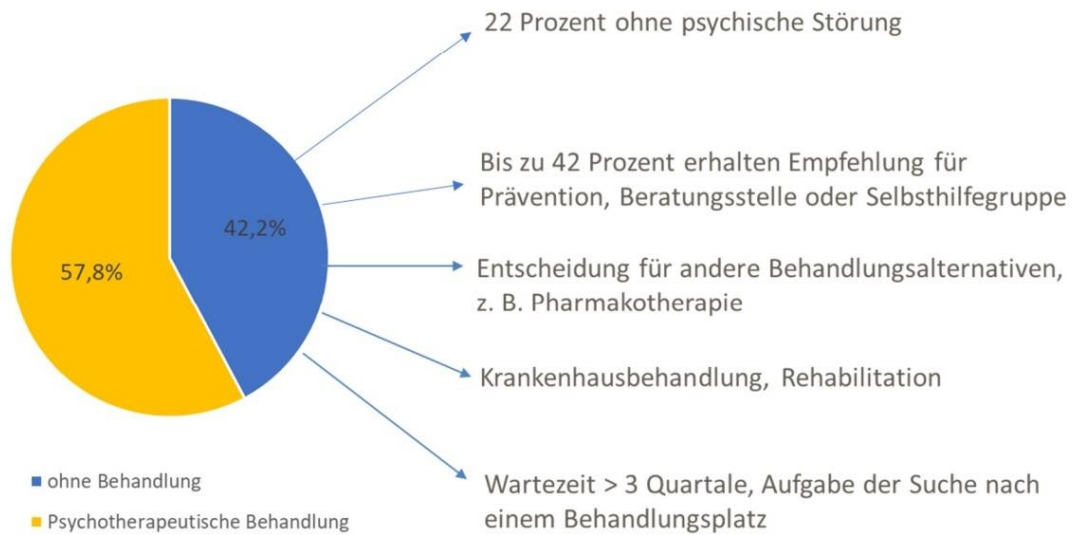 22 Prozent ohne psychische Störung
Bis zu 42 Prozent erhalten Empfehlung für
Prävention, Beratungsstelle oder Selbsthilfegruppe
42,2%
57,8%
Entscheidung für andere Behandlungsalternativen,
z. B. Pharmakotherapie
Krankenhausbehandlung, Rehabilitation
Wartezeit > 3 Quartale, Aufgabe der Suche nach
einem Behandlungsplatz
ohne Behandlung
Psychotherapeutische Behandlung